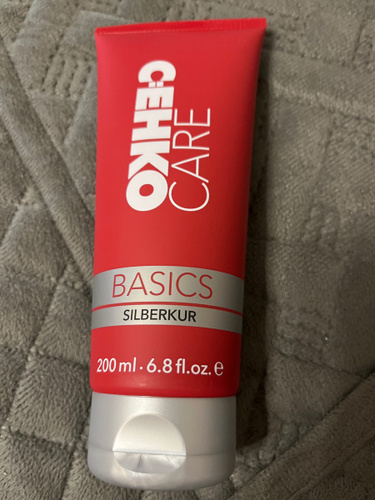 C:EHKO
CARE
BASICS
SILBERKUR
200 ml · 6.8 fl.oz. ℮